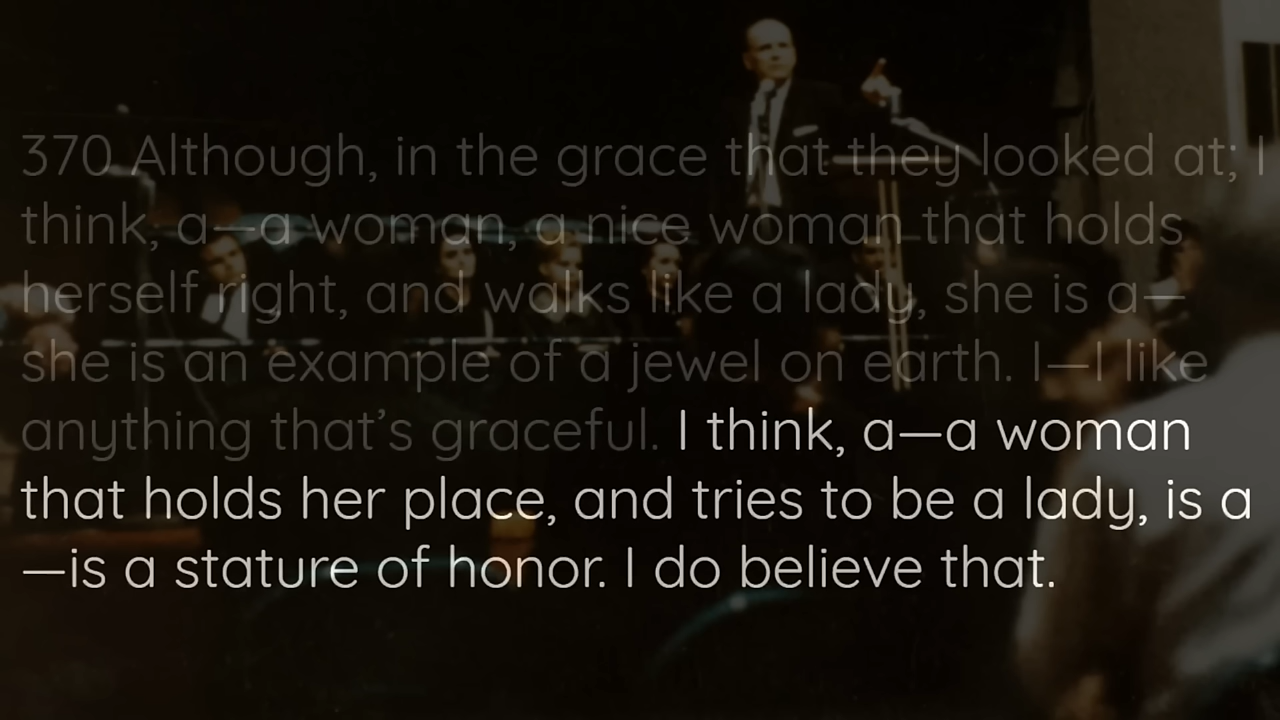 370 Although, in the grace that they looked at; I
think, a—a woman, a nice woman that holds
herself right, and walks like a lady, she is a—
she is an example of a jewel on earth. I—I like
anything that’s graceful. I think, a—a woman
that holds her place, and tries to be a lady, is a
—is a stature of honor. I do believe that.